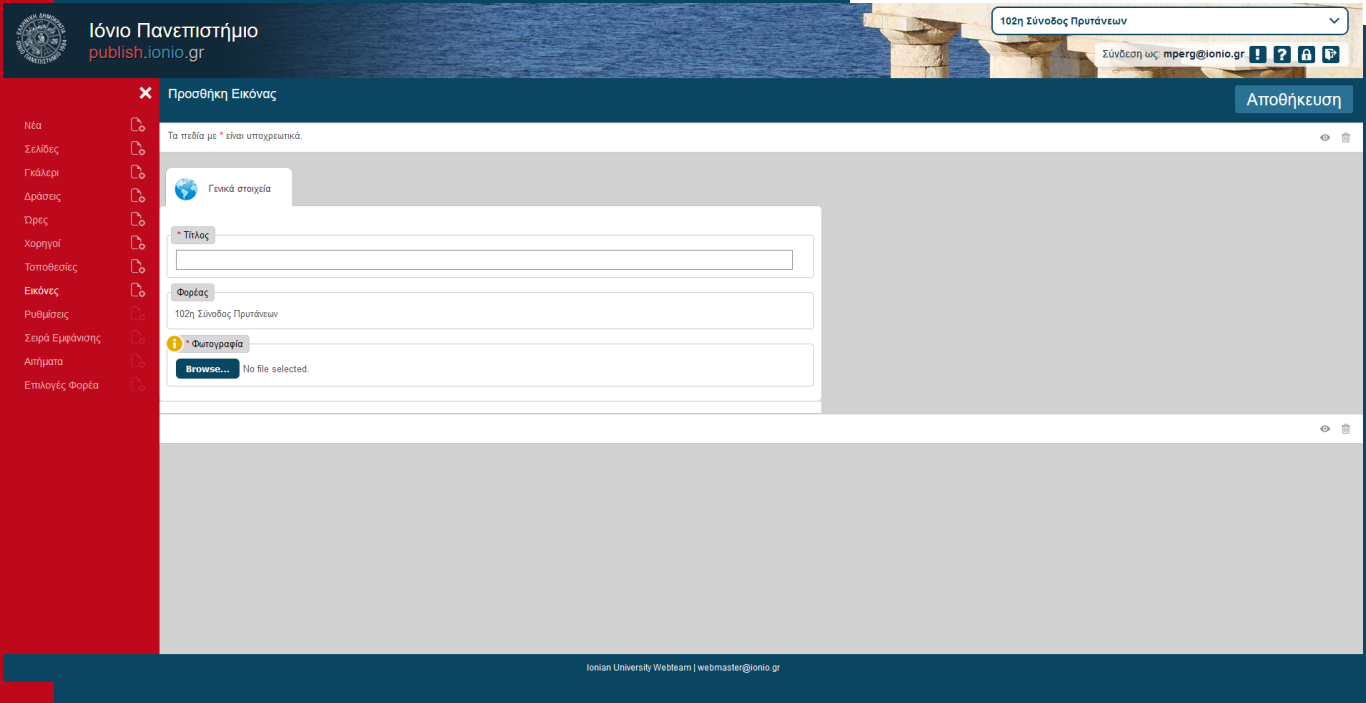 Ιόνιο Πανεπιστήμιο
publish.ionio.gr
102η Σύνοδος Πρυτάνεων
Σύνδεση ως: mperg@ionio.gr
Προσθήκη Εικόνας
Αποθήκευση
Τα πεδία με * είναι υποχρεωτικά.
Νέα
Σελίδες
Γκάλερι
Δράσεις
Ώρες
Χορηγοί
Τοποθεσίες
Εικόνες
Ρυθμίσεις
Σειρά Εμφάνισης
Αιτήματα
Επιλογές Φορέα
Γενικά στοιχεία
* Τίτλος
Φορέας
102η Σύνοδος Πρυτάνεων
* Φωτογραφία
Browse... No file selected.
Ionian University Webteam | webmaster@ionio.gr